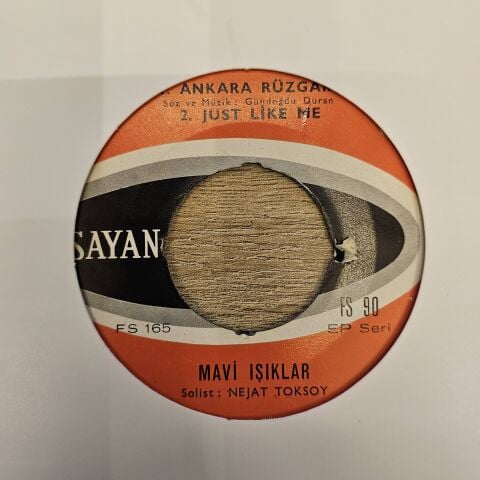 ANKARA RÜZGAR
Söz ve Müzik: Gündoğdu Duran
2. JUST LİKE ME
SAYAN
FS 90
FS 165
EP Seri
MAVİ IŞIKLAR
Solist: NEJAT TOKSOY